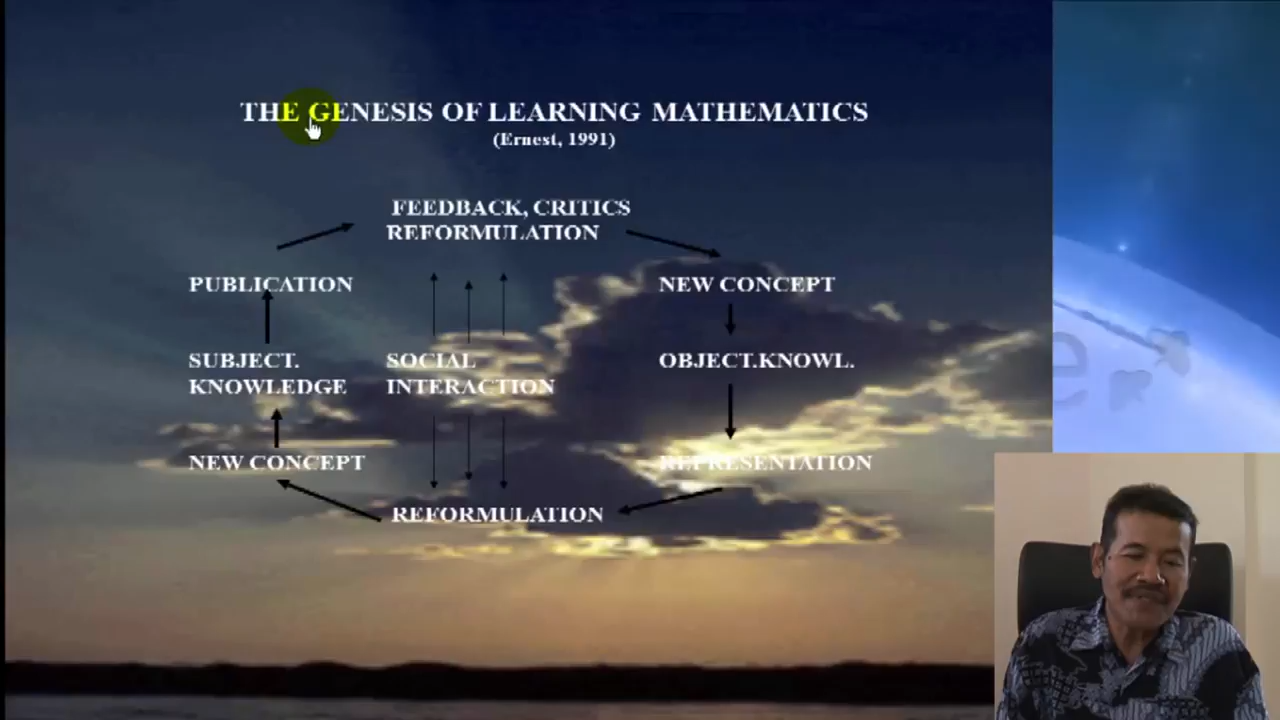 THE GENESIS OF LEARNING MATHEMATICS
(Ernest, 1991)
FEEDBACK, CRITICS
REFORMULATION
PUBLICATION
NEW CONCEPT
SUBJECT.
KNOWLEDGE
SOCIAL
INTERACTION
OBJECT.KNOWL.
NEW CONCEPT
REPRESENTATION
REFORMULATION